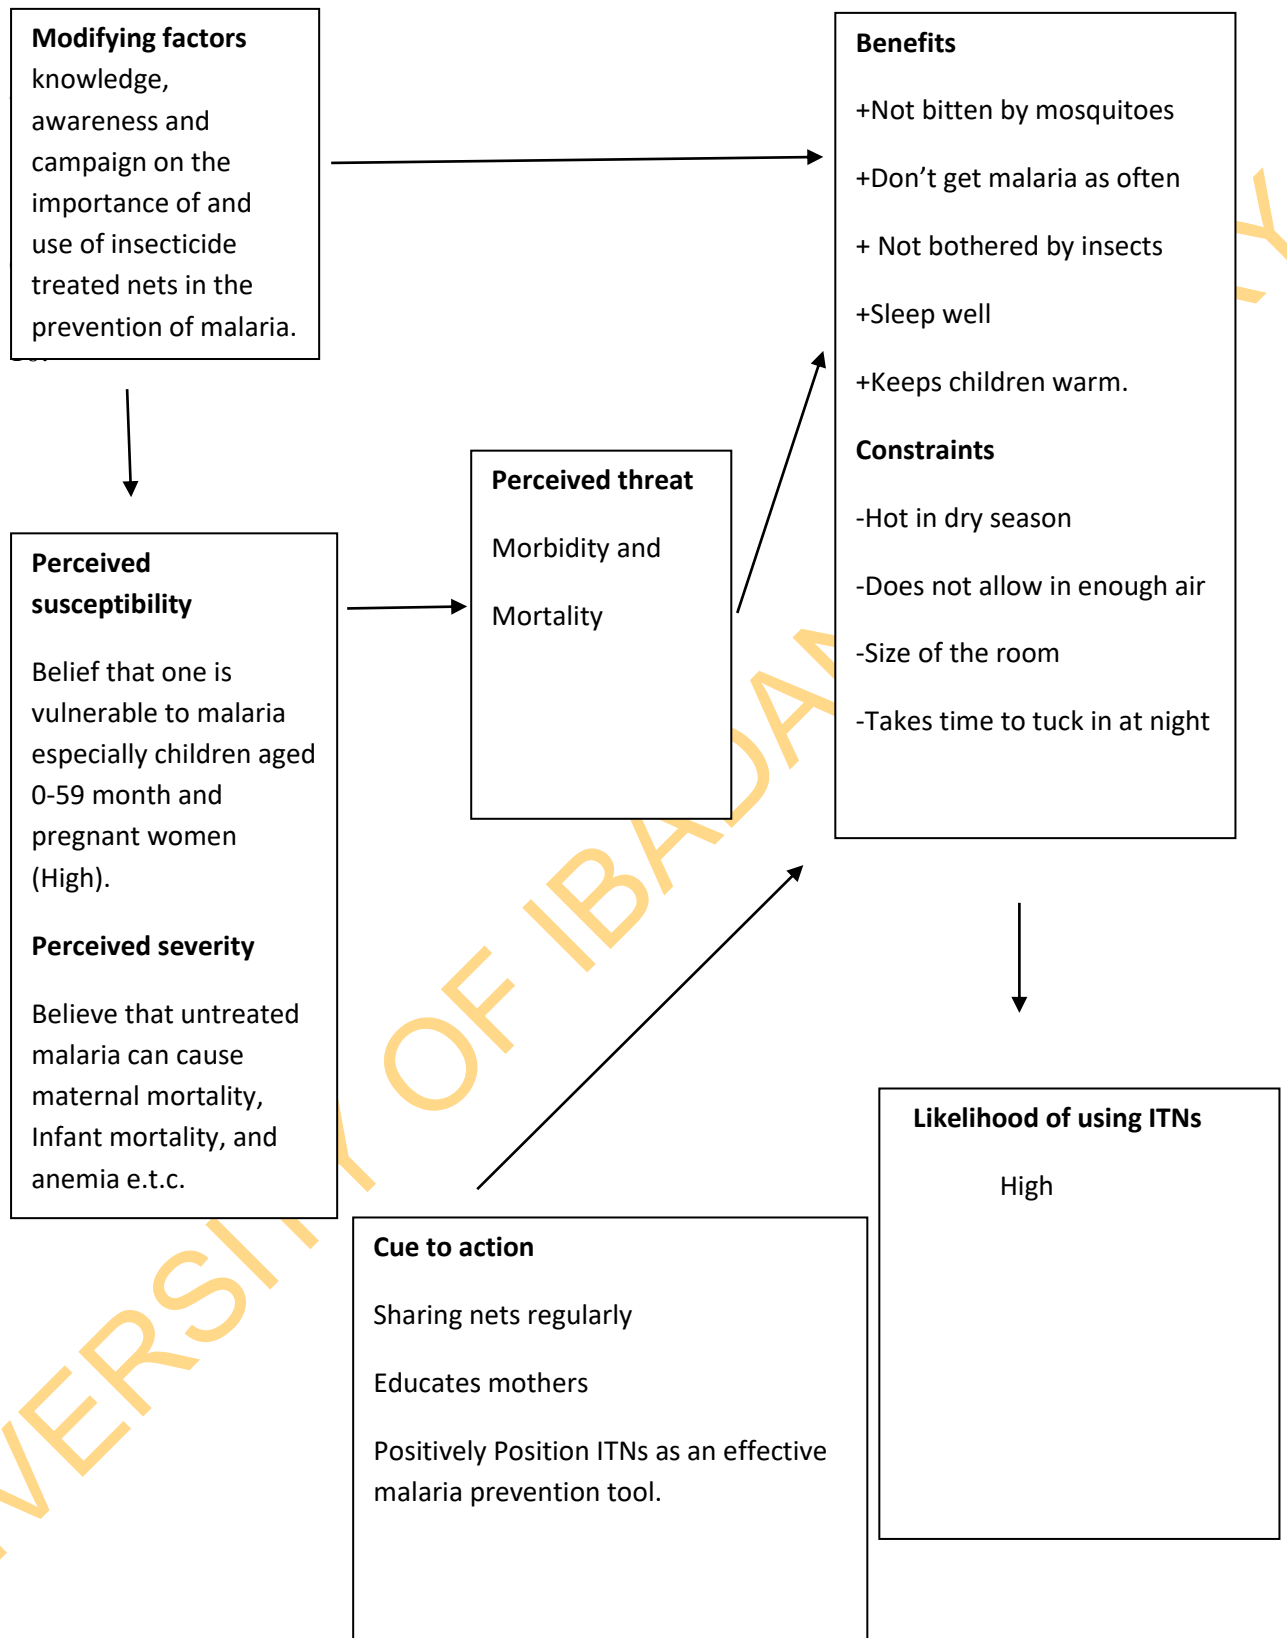 Modifying factors
knowledge,
awareness and
campaign on the
importance of and
use of insecticide
treated nets in the
prevention of malaria.
Benefits
+Not bitten by mosquitoes
+Don’t get malaria as often
+ Not bothered by insects
+Sleep well
+Keeps children warm.
Constraints
-Hot in dry season
-Does not allow in enough air
-Size of the room
-Takes time to tuck in at night
Perceived threat
Morbidity and
Mortality
Perceived
susceptibility
Belief that one is
vulnerable to malaria
especially children aged
0-59 month and
pregnant women
(High).
Perceived severity
Believe that untreated
malaria can cause
maternal mortality,
Infant mortality, and
anemia e.t.c.
Likelihood of using ITNs
High
Cue to action
Sharing nets regularly
Educates mothers
Positively Position ITNs as an effective
malaria prevention tool.
VERSITY OF IBADAN
Y